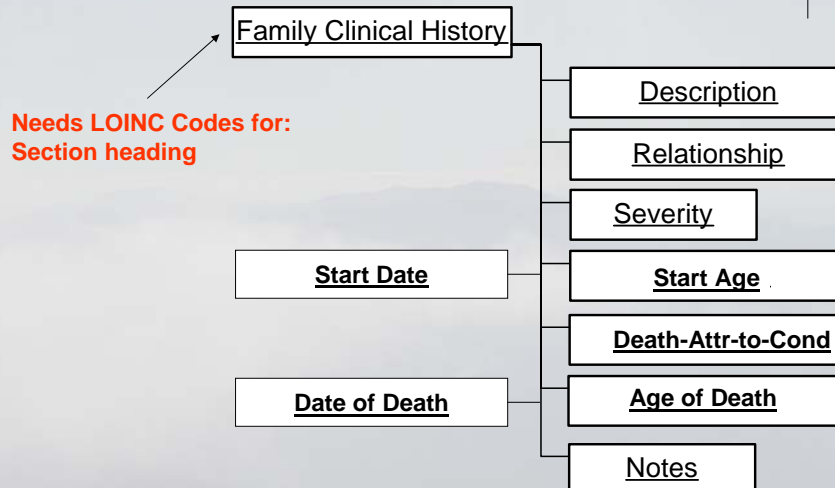 Family Clinical History
Needs LOINC Codes for:
Section heading
Description
Relationship
Severity
Start Date
Start Age
Death-Attr-to-Cond
Date of Death
Age of Death
Notes